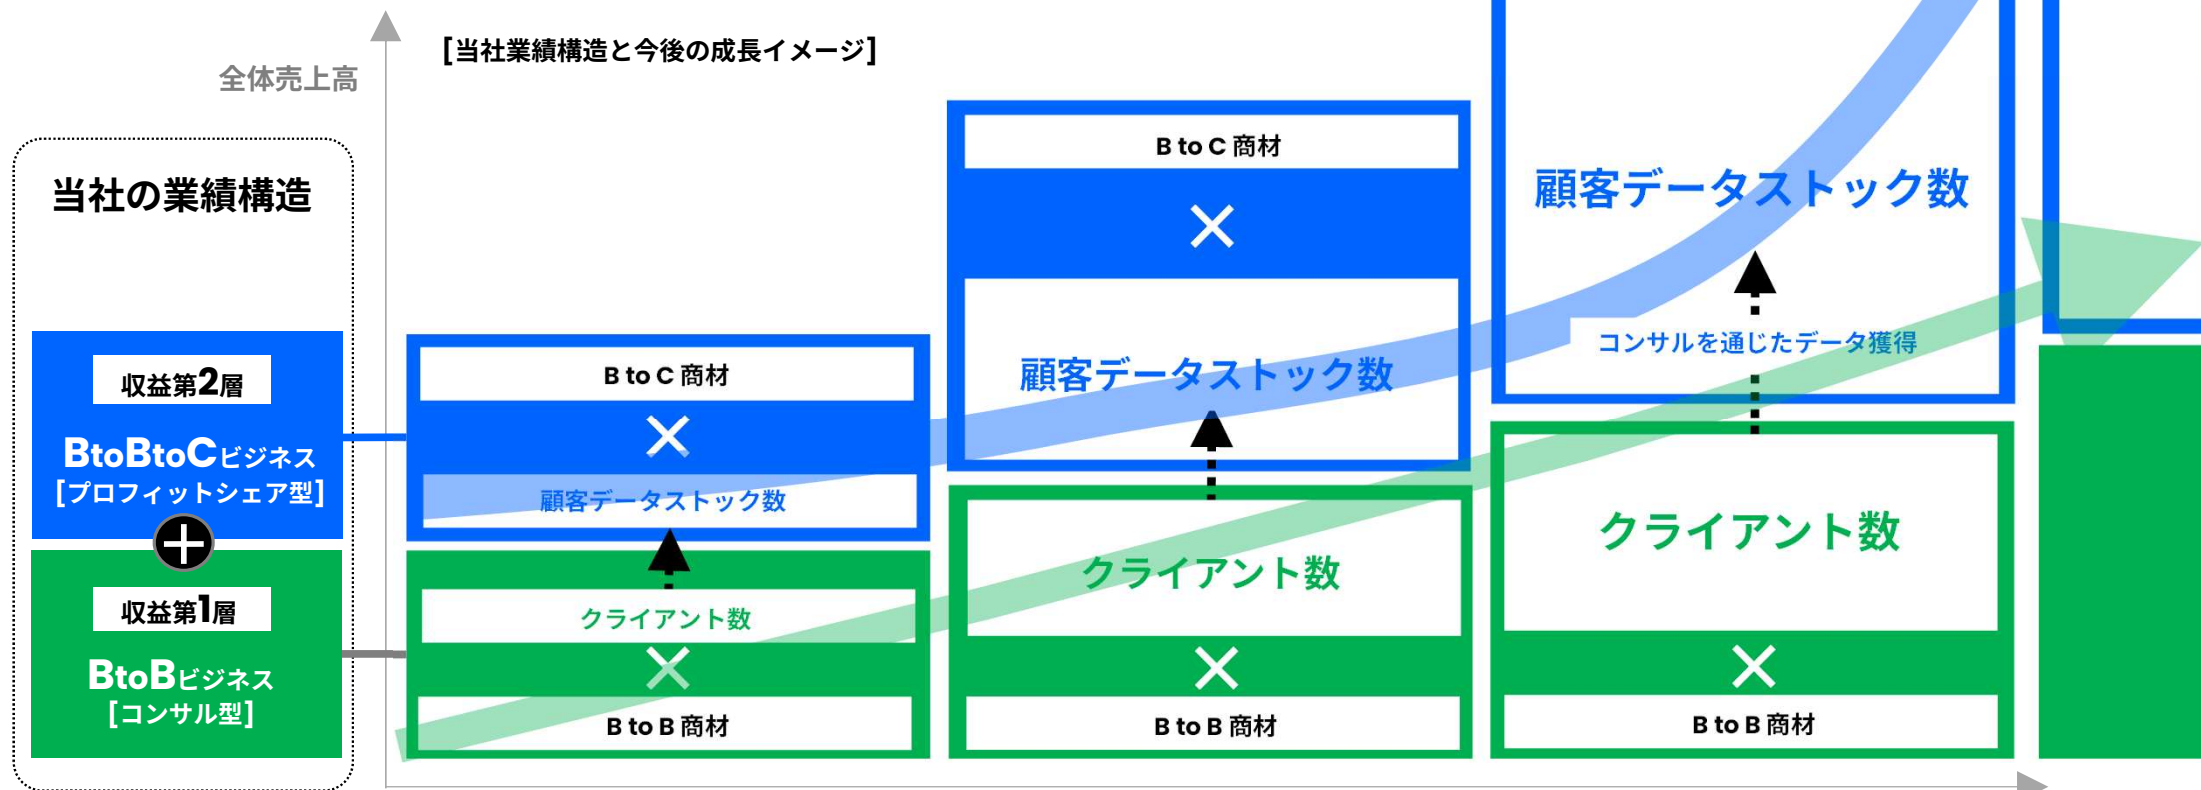 [当社業績構造と今後の成長イメージ]
全体売上高
当社の業績構造
収益第2層
BtoBtoCビジネス
[プロフィットシェア型]
収益第1層
BtoBビジネス
[コンサル型]
B to C 商材
顧客データストック数
クライアント数
B to B 商材
B to C 商材
顧客データストック数
クライアント数
B to B 商材
顧客データストック数
コンサルを通じたデータ獲得
クライアント数
B to B 商材